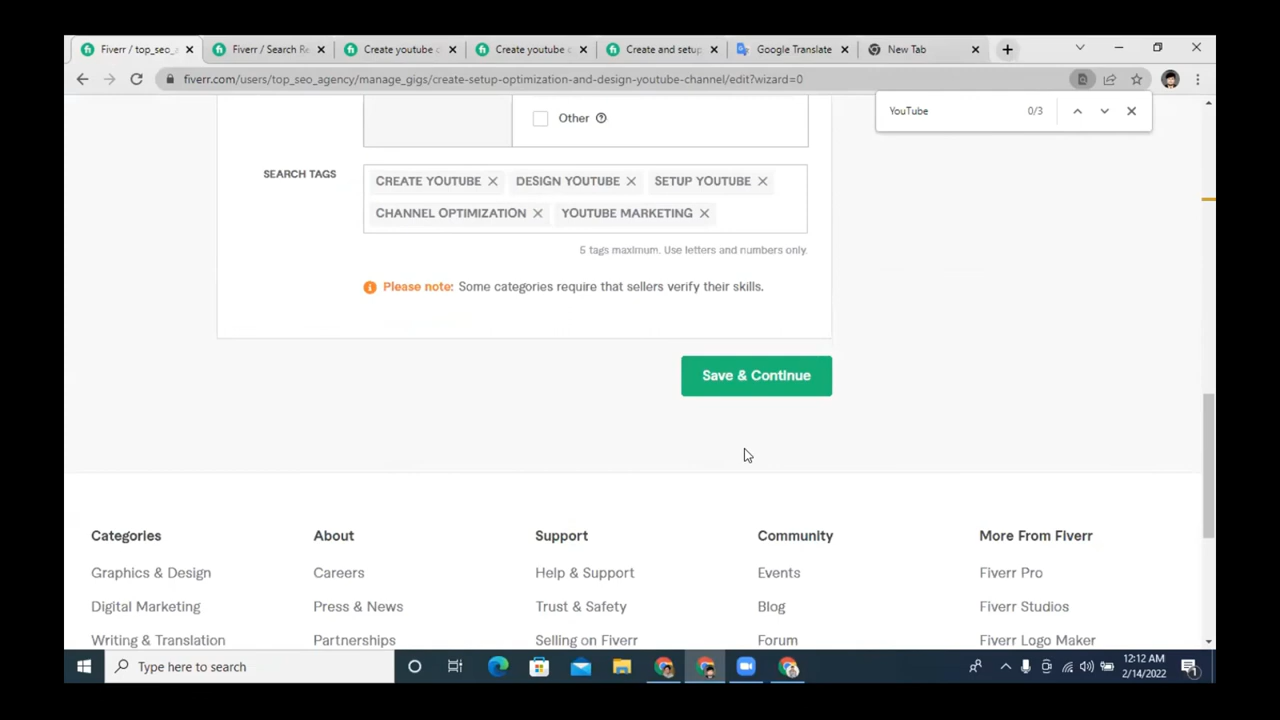 Fiverr / top_seo_a
Fiverr / Search Re
Create youtube c
Create youtube c
Create and setup
Google Translate
New Tab
fiverr.com/users/top_seo_agency/manage_gigs/create-setup-optimization-and-design-youtube-channel/edit?wizard=0
YouTube 0/3
Other
SEARCH TAGS
CREATE YOUTUBE DESIGN YOUTUBE SETUP YOUTUBE
CHANNEL OPTIMIZATION YOUTUBE MARKETING
5 tags maximum. Use letters and numbers only.
Please note: Some categories require that sellers verify their skills.
Save & Continue
Categories About Support Community More From Fiverr
Graphics & Design Careers Help & Support Events Fiverr Pro
Digital Marketing Press & News Trust & Safety Blog Fiverr Studios
Writing & Translation Partnerships Selling on Fiverr Forum Fiverr Logo Maker
Type here to search
12:12 AM
2/14/2022
1